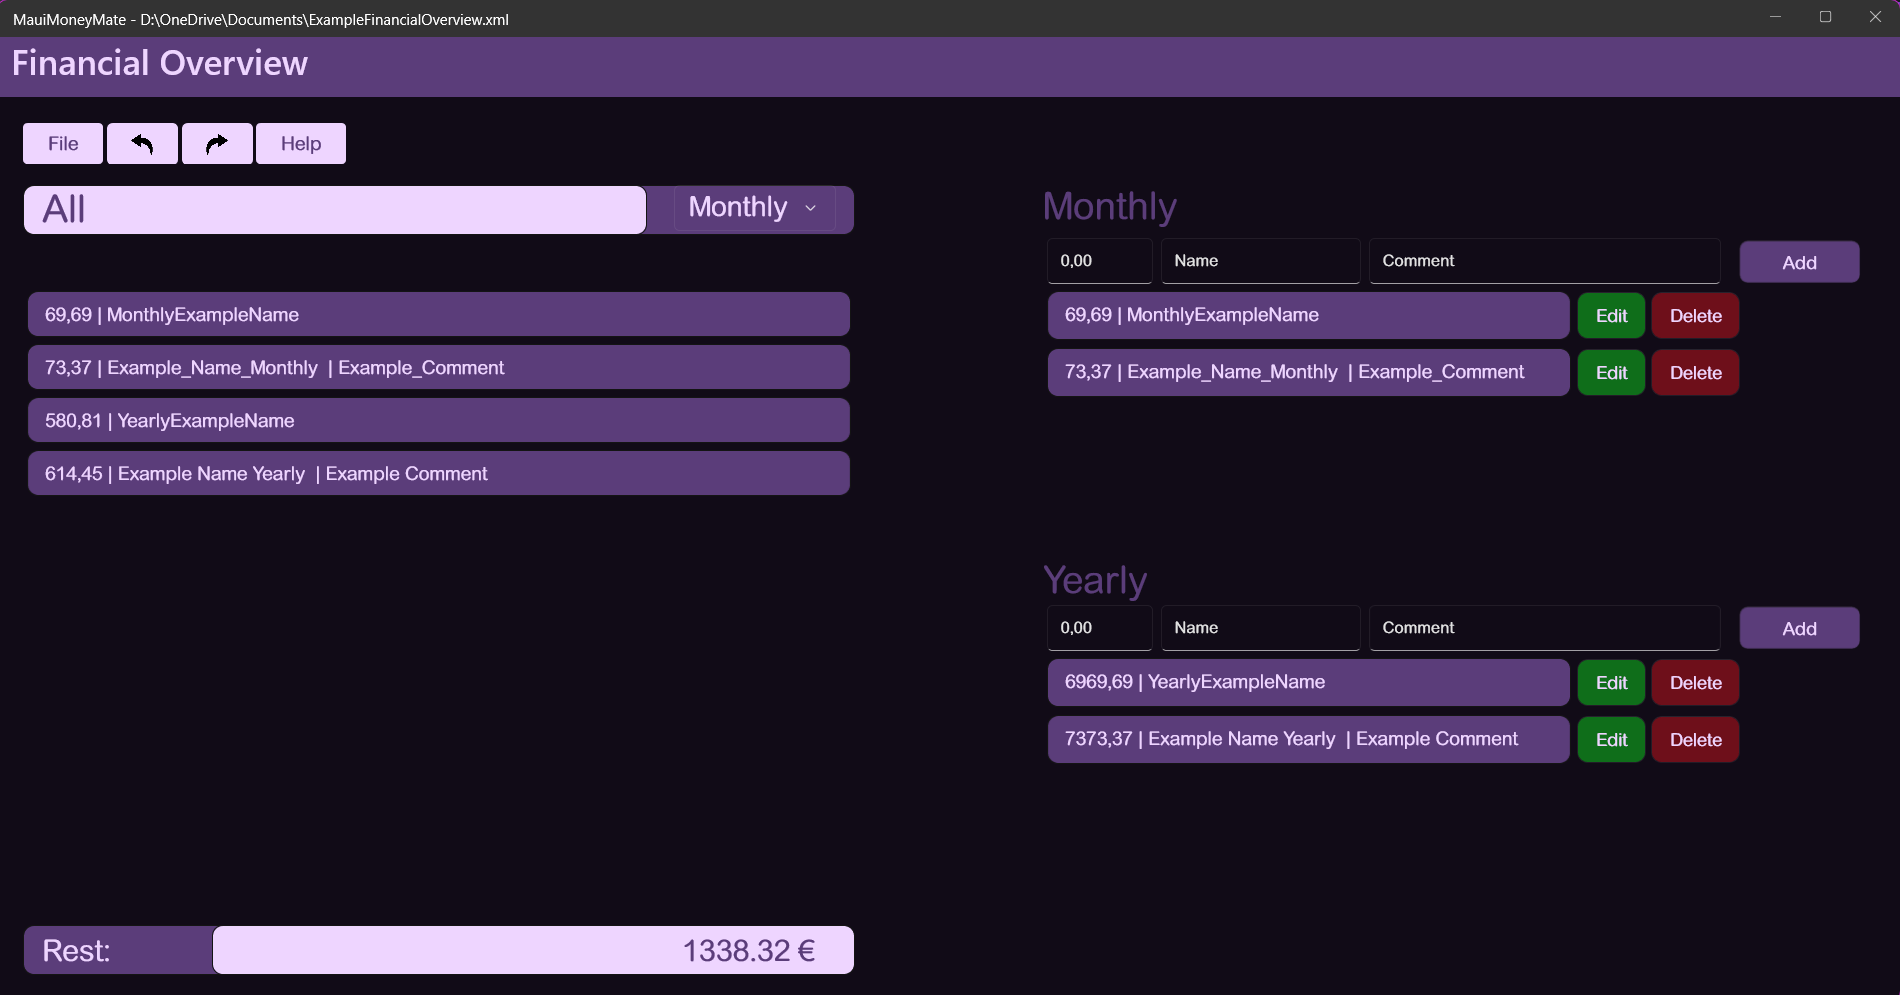 MauiMoneyMate - D:\OneDrive\Documents\ExampleFinancialOverview.xml
Financial Overview
File Help
All Monthly
69,69 | MonthlyExampleName
73,37 | Example_Name_Monthly | Example_Comment
580,81 | YearlyExampleName
614,45 | Example Name Yearly | Example Comment
Rest: 1338.32 €
Monthly
0,00 Name Comment Add
69,69 | MonthlyExampleName Edit Delete
73,37 | Example_Name_Monthly | Example_Comment Edit Delete
Yearly
0,00 Name Comment Add
6969,69 | YearlyExampleName Edit Delete
7373,37 | Example Name Yearly | Example Comment Edit Delete